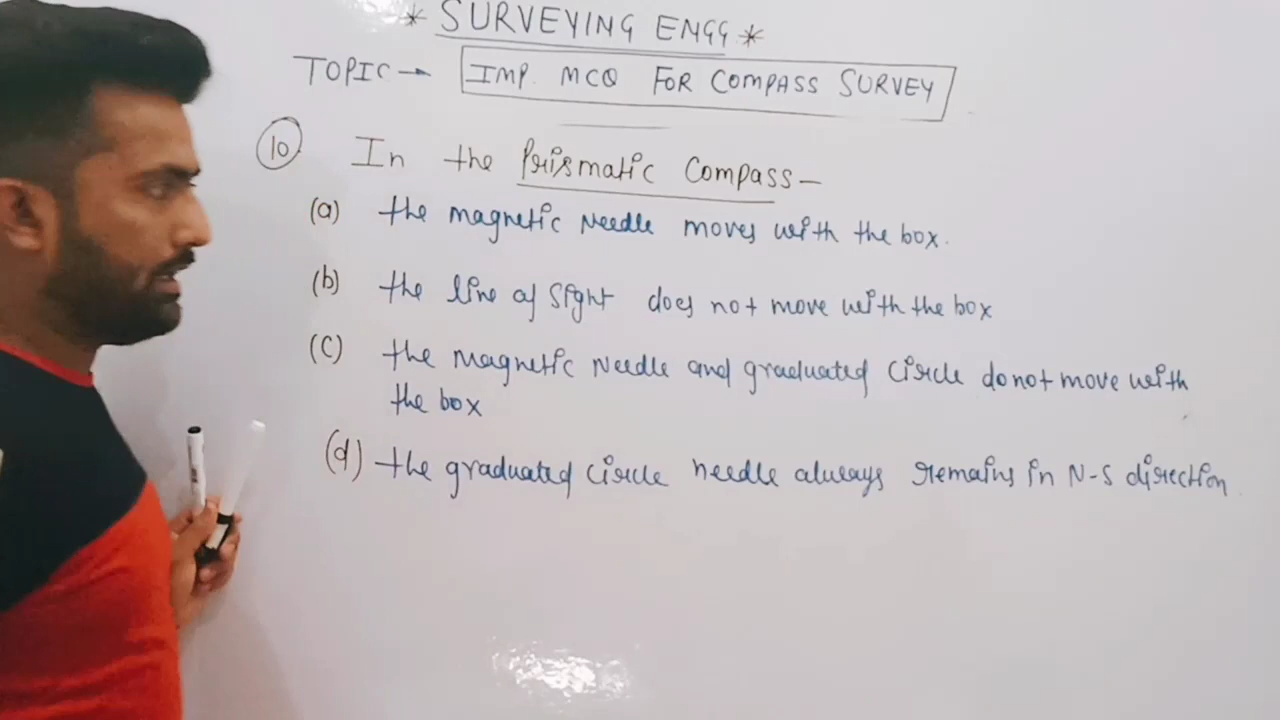 * SURVEYING ENGG *
TOPIC → IMP. MCQ FOR COMPASS SURVEY
10 In the Prismatic Compass –
(a) the magnetic Needle moves with the box.
(b) the line of Sight does not move with the box
(c) the Magnetic Needle and graduated Circle donot move with
the box
(d) the graduated Circle needle always remains in N-S direction